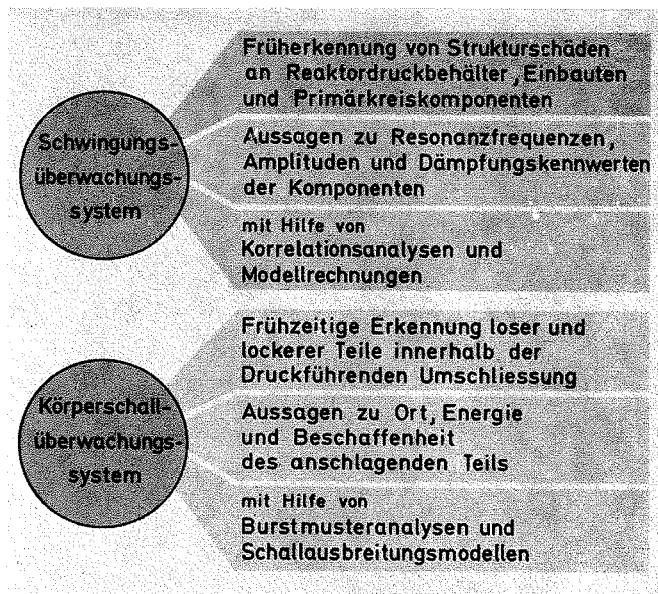 Schwingungs-
überwachungs-
system
Früherkennung von Strukturschäden
an Reaktordruckbehälter, Einbauten
und Primärkreiskomponenten
Aussagen zu Resonanzfrequenzen,
Amplituden und Dämpfungskennwerten
der Komponenten
mit Hilfe von
Korrelationsanalysen und
Modellrechnungen
Körperschall-
überwachungs-
system
Frühzeitige Erkennung loser und
lockerer Teile innerhalb der
Druckführenden Umschliessung
Aussagen zu Ort, Energie
und Beschaffenheit
des anschlagenden Teils
mit Hilfe von
Burstmusteranalysen und
Schallausbreitungsmodellen